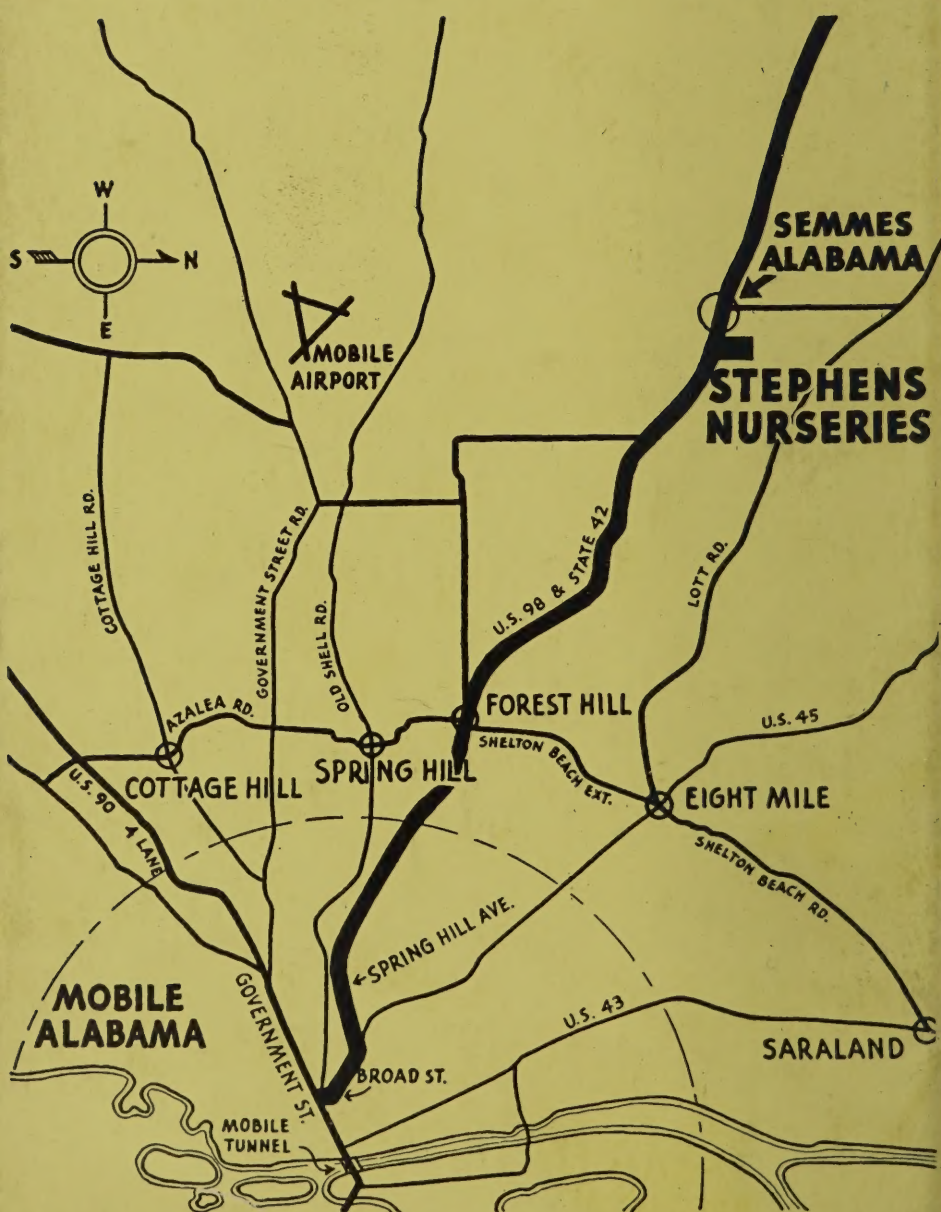 W
S
N
E
SEMMES
ALABAMA
MOBILE
AIRPORT
STEPHENS
NURSERIES
COTTAGE HILL RD.
GOVERNMENT STREET RD.
OLD SHELL RD.
U.S. 98 & STATE 42
LOTT RD.
AZALEA RD.
FOREST HILL
U.S. 45
SHELTON BEACH EXT.
COTTAGE HILL
SPRING HILL
EIGHT MILE
U.S. 90
4 LANE
SHELTON BEACH RD.
SPRING HILL AVE.
MOBILE
ALABAMA
GOVERNMENT ST.
U.S. 43
SARALAND
BROAD ST.
MOBILE
TUNNEL